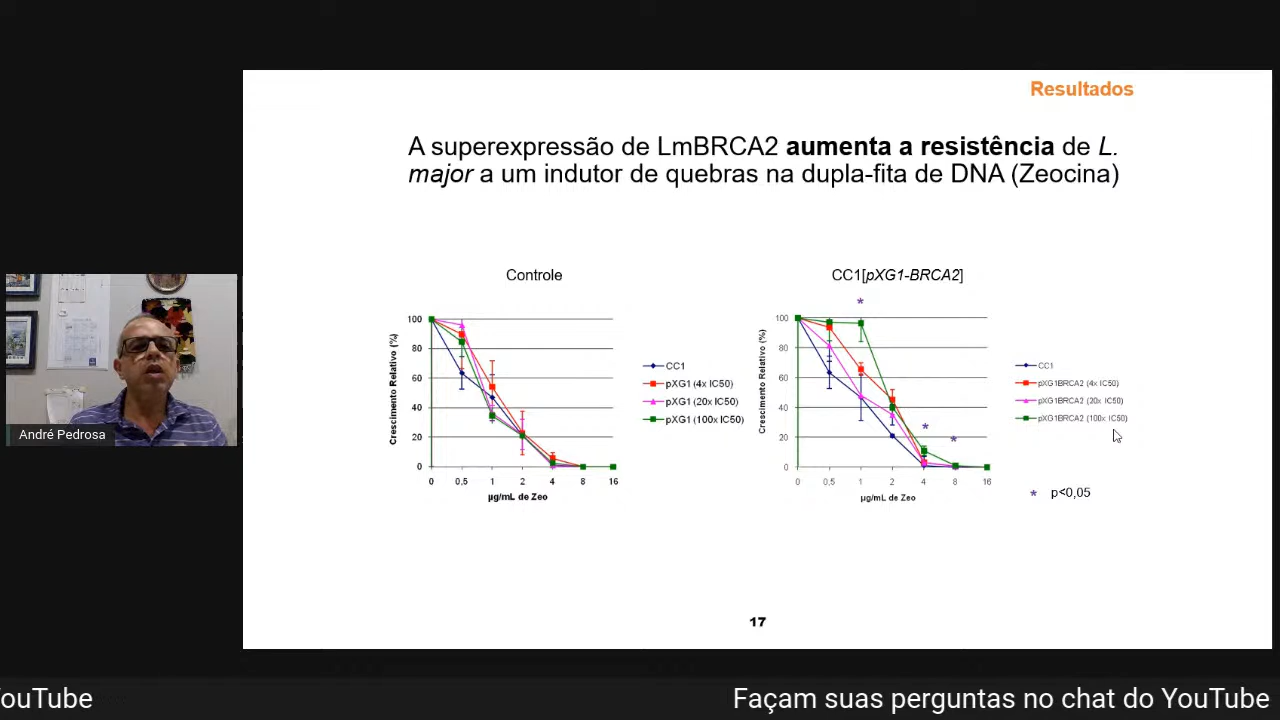 Resultados
A superexpressão de LmBRCA2 aumenta a resistência de L.
major a um indutor de quebras na dupla-fita de DNA (Zeocina)
Controle
100
80
60
40
20
0
Crescimento Relativo (%)
0 0,5 1 2 4 8 16
µg/mL de Zeo
CC1
pXG1 (4x IC50)
pXG1 (20x IC50)
pXG1 (100x IC50)
CC1[pXG1-BRCA2]
*
100
80
60
40
20
0
Crescimento Relativo (%)
* *
0 0,5 1 2 4 8 16
µg/mL de Zeo
CC1
pXG1BRCA2 (4x IC50)
pXG1BRCA2 (20x IC50)
pXG1BRCA2 (100x IC50)
* p<0,05
17
André Pedrosa
ouTube
Façam suas perguntas no chat do YouTube